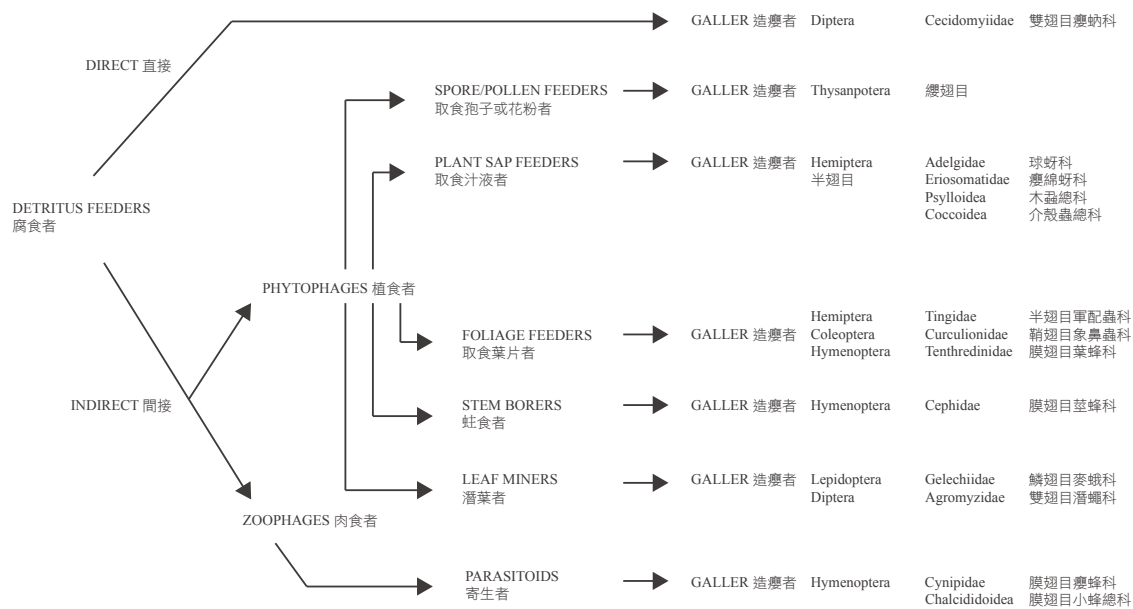 GALLER 造癭者 Diptera Cecidomyiidae 雙翅目癭蚋科
DIRECT 直接
SPORE/POLLEN FEEDERS GALLER 造癭者 Thysanpotera 纓翅目
取食孢子或花粉者
PLANT SAP FEEDERS GALLER 造癭者 Hemiptera Adelgidae 球蚜科
取食汁液者 半翅目 Eriosomatidae 癭綿蚜科
Psylloidea 木蝨總科
DETRITUS FEEDERS
腐食者
Coccoidea 介殼蟲總科
PHYTOPHAGES 植食者
Hemiptera Tingidae 半翅目軍配蟲科
FOLIAGE FEEDERS GALLER 造癭者 Coleoptera Curculionidae 鞘翅目象鼻蟲科
取食葉片者 Hymenoptera Tenthredinidae 膜翅目葉蜂科
INDIRECT 間接
STEM BORERS GALLER 造癭者 Hymenoptera Cephidae 膜翅目莖蜂科
蛀食者
LEAF MINERS GALLER 造癭者 Lepidoptera Gelechiidae 鱗翅目麥蛾科
潛葉者 Diptera Agromyzidae 雙翅目潛蠅科
ZOOPHAGES 肉食者
PARASITOIDS GALLER 造癭者 Hymenoptera Cynipidae 膜翅目癭蜂科
寄生者 Chalcididoidea 膜翅目小蜂總科